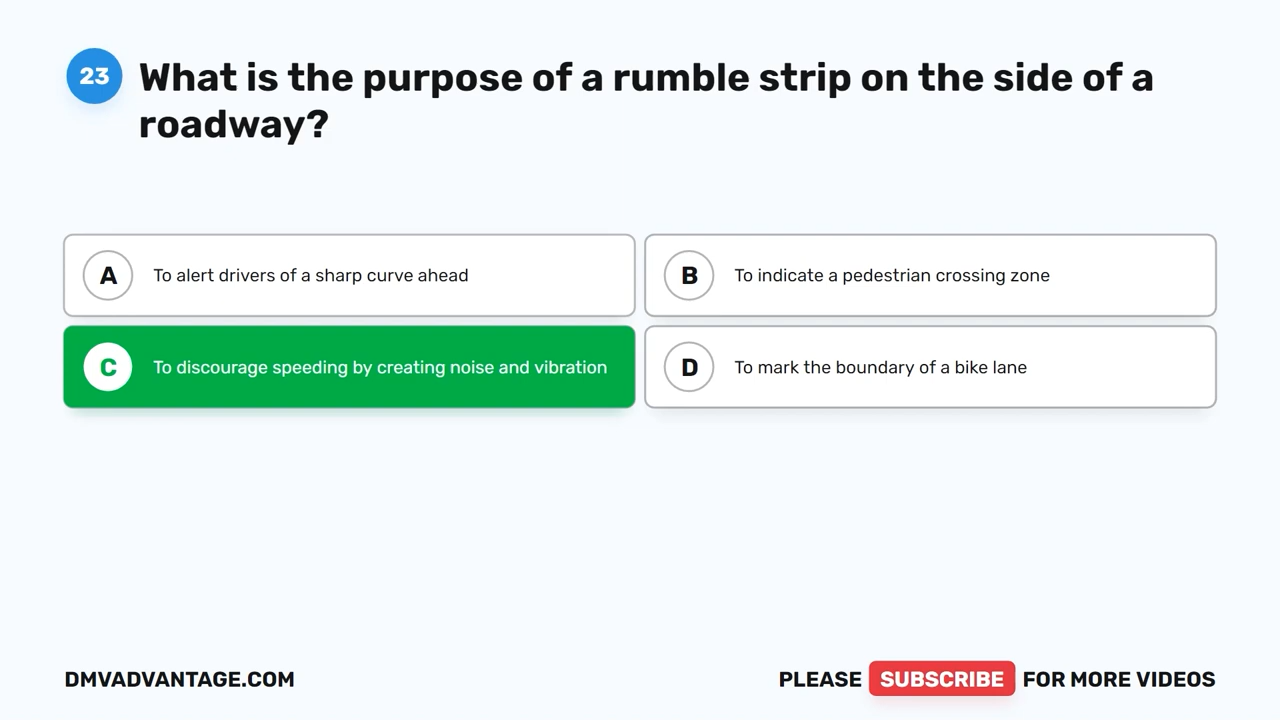 23
What is the purpose of a rumble strip on the side of a
roadway?
A To alert drivers of a sharp curve ahead
B To indicate a pedestrian crossing zone
C To discourage speeding by creating noise and vibration
D To mark the boundary of a bike lane
DMVADVANTAGE.COM
PLEASE SUBSCRIBE FOR MORE VIDEOS